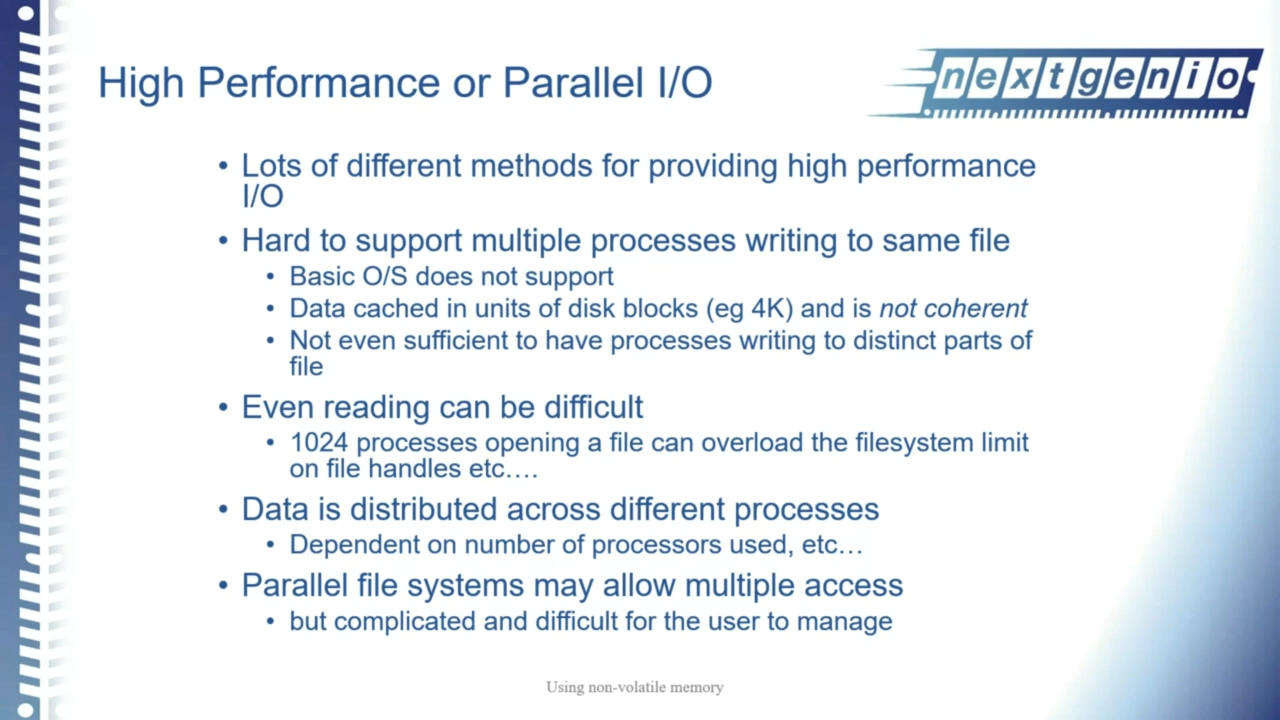 High Performance or Parallel I/O
nextgenio
• Lots of different methods for providing high performance
I/O
• Hard to support multiple processes writing to same file
• Basic O/S does not support
• Data cached in units of disk blocks (eg 4K) and is not coherent
• Not even sufficient to have processes writing to distinct parts of
file
• Even reading can be difficult
• 1024 processes opening a file can overload the filesystem limit
on file handles etc….
• Data is distributed across different processes
• Dependent on number of processors used, etc…
• Parallel file systems may allow multiple access
• but complicated and difficult for the user to manage
Using non-volatile memory